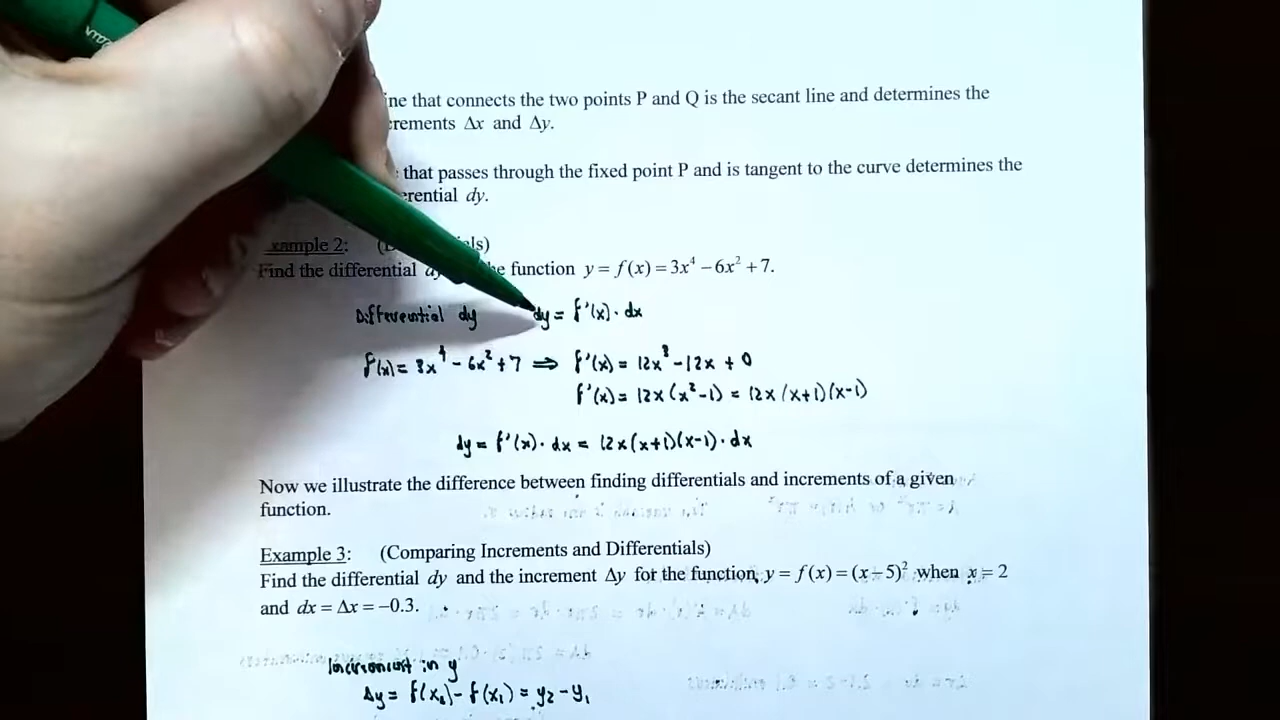 ine that connects the two points P and Q is the secant line and determines the
crements Δx and Δy.
that passes through the fixed point P and is tangent to the curve determines the
erential dy.
xample 2: ls)
Find the differential the function y = f(x) = 3x⁴ − 6x² + 7.
Differential dy dy = f'(x) · dx
f(x) = 3x⁴ − 6x² + 7 ⇒ f'(x) = 12x³ − 12x + 0
f'(x) = 12x(x² − 1) = 12x(x+1)(x−1)
dy = f'(x) · dx = 12x(x+1)(x−1) · dx
Now we illustrate the difference between finding differentials and increments of a given
function.
Example 3: (Comparing Increments and Differentials)
Find the differential dy and the increment Δy for the function, y = f(x) = (x−5)² when x = 2
and dx = Δx = −0.3.
Increment in y
Δy = f(x₂) − f(x₁) = y₂ − y₁